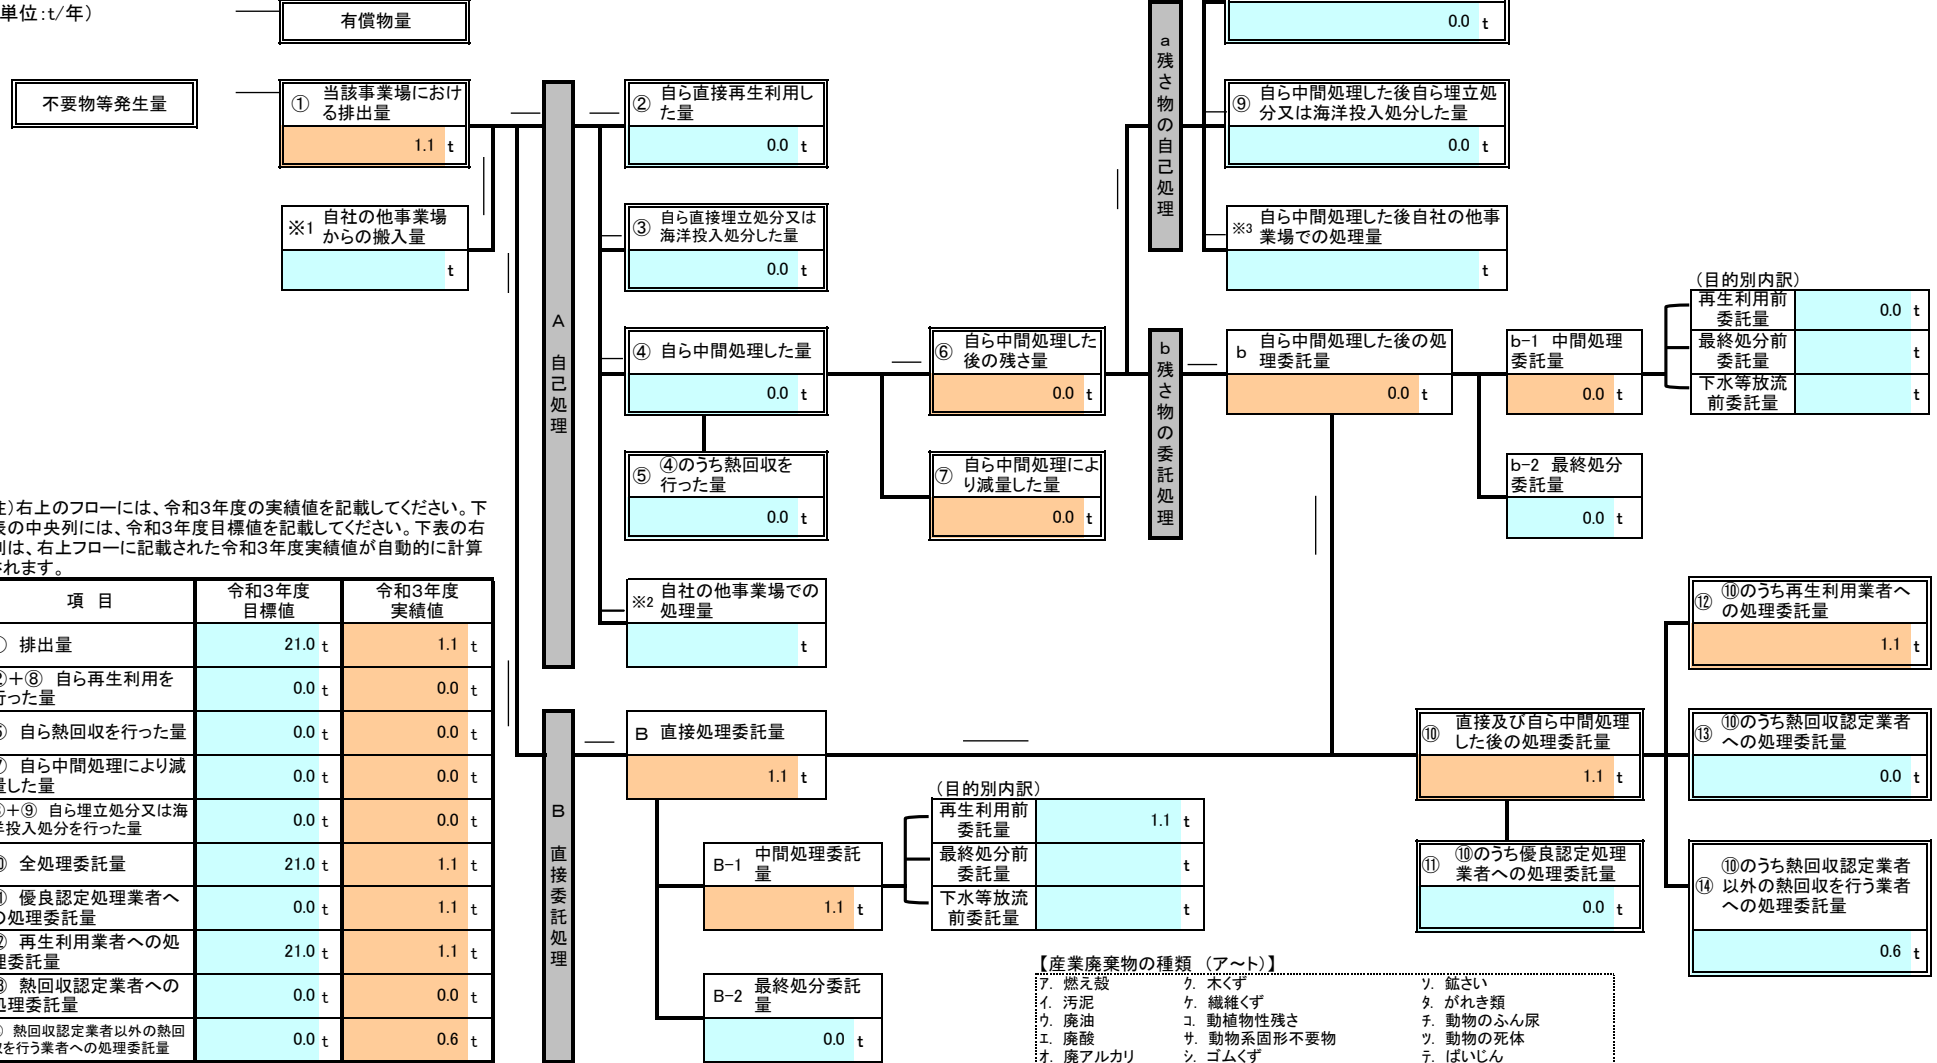 単位:t/年)
有償物量
0.0 t
不要物等発生量
① 当該事業場におけ
る排出量
1.1 t
※1 自社の他事業場
からの搬入量
t
A 自己処理
② 自ら直接再生利用し
た量
0.0 t
③ 自ら直接埋立処分又は
海洋投入処分した量
0.0 t
④ 自ら中間処理した量
0.0 t
⑤ ④のうち熱回収を
行った量
0.0 t
※2 自社の他事業場での
処理量
t
⑥ 自ら中間処理した
後の残さ量
0.0 t
⑦ 自ら中間処理によ
り減量した量
0.0 t
a 残さ物の自己処理
⑨ 自ら中間処理した後自ら埋立処
分又は海洋投入処分した量
0.0 t
※3 自ら中間処理した後自社の他事
業場での処理量
t
b 残さ物の委託処理
b 自ら中間処理した後の処
理委託量
0.0 t
b-1 中間処理
委託量
0.0 t
b-2 最終処分
委託量
0.0 t
(目的別内訳)
再生利用前
委託量 0.0 t
最終処分前
委託量 t
下水等放流
前委託量 t
)右上のフローには、令和3年度の実績値を記載してください。下
の中央列には、令和3年度目標値を記載してください。下表の右
は、右上フローに記載された令和3年度実績値が自動的に計算
れます。
項 目
令和3年度
目標値
令和3年度
実績値
排出量 21.0 t 1.1 t
+⑧ 自ら再生利用を
行った量 0.0 t 0.0 t
自ら熱回収を行った量 0.0 t 0.0 t
自ら中間処理により減
量した量 0.0 t 0.0 t
+⑨ 自ら埋立処分又は海
洋投入処分を行った量 0.0 t 0.0 t
全処理委託量 21.0 t 1.1 t
優良認定処理業者へ
の処理委託量 0.0 t 1.1 t
再生利用業者への処
理委託量 21.0 t 1.1 t
熱回収認定業者への
処理委託量 0.0 t 0.0 t
熱回収認定業者以外の熱回
収を行う業者への処理委託量 0.0 t 0.6 t
B 直接委託処理
B 直接処理委託量
1.1 t
B-1 中間処理委託
量
1.1 t
B-2 最終処分委託
量
0.0 t
(目的別内訳)
再生利用前
委託量 1.1 t
最終処分前
委託量 t
下水等放流
前委託量 t
⑩ 直接及び自ら中間処理
した後の処理委託量
1.1 t
⑪ ⑩のうち優良認定処理
業者への処理委託量
0.0 t
⑫ ⑩のうち再生利用業者へ
の処理委託量
1.1 t
⑬ ⑩のうち熱回収認定業者
への処理委託量
0.0 t
⑭ ⑩のうち熱回収認定業者
以外の熱回収を行う業者
への処理委託量
0.6 t
【産業廃棄物の種類 (ア~ト)】
ア. 燃え殻 ク. 木くず ソ. 鉱さい
イ. 汚泥 ケ. 繊維くず タ. がれき類
ウ. 廃油 コ. 動植物性残さ チ. 動物のふん尿
エ. 廃酸 サ. 動物系固形不要物 ツ. 動物の死体
オ. 廃アルカリ シ. ゴムくず テ. ばいじん